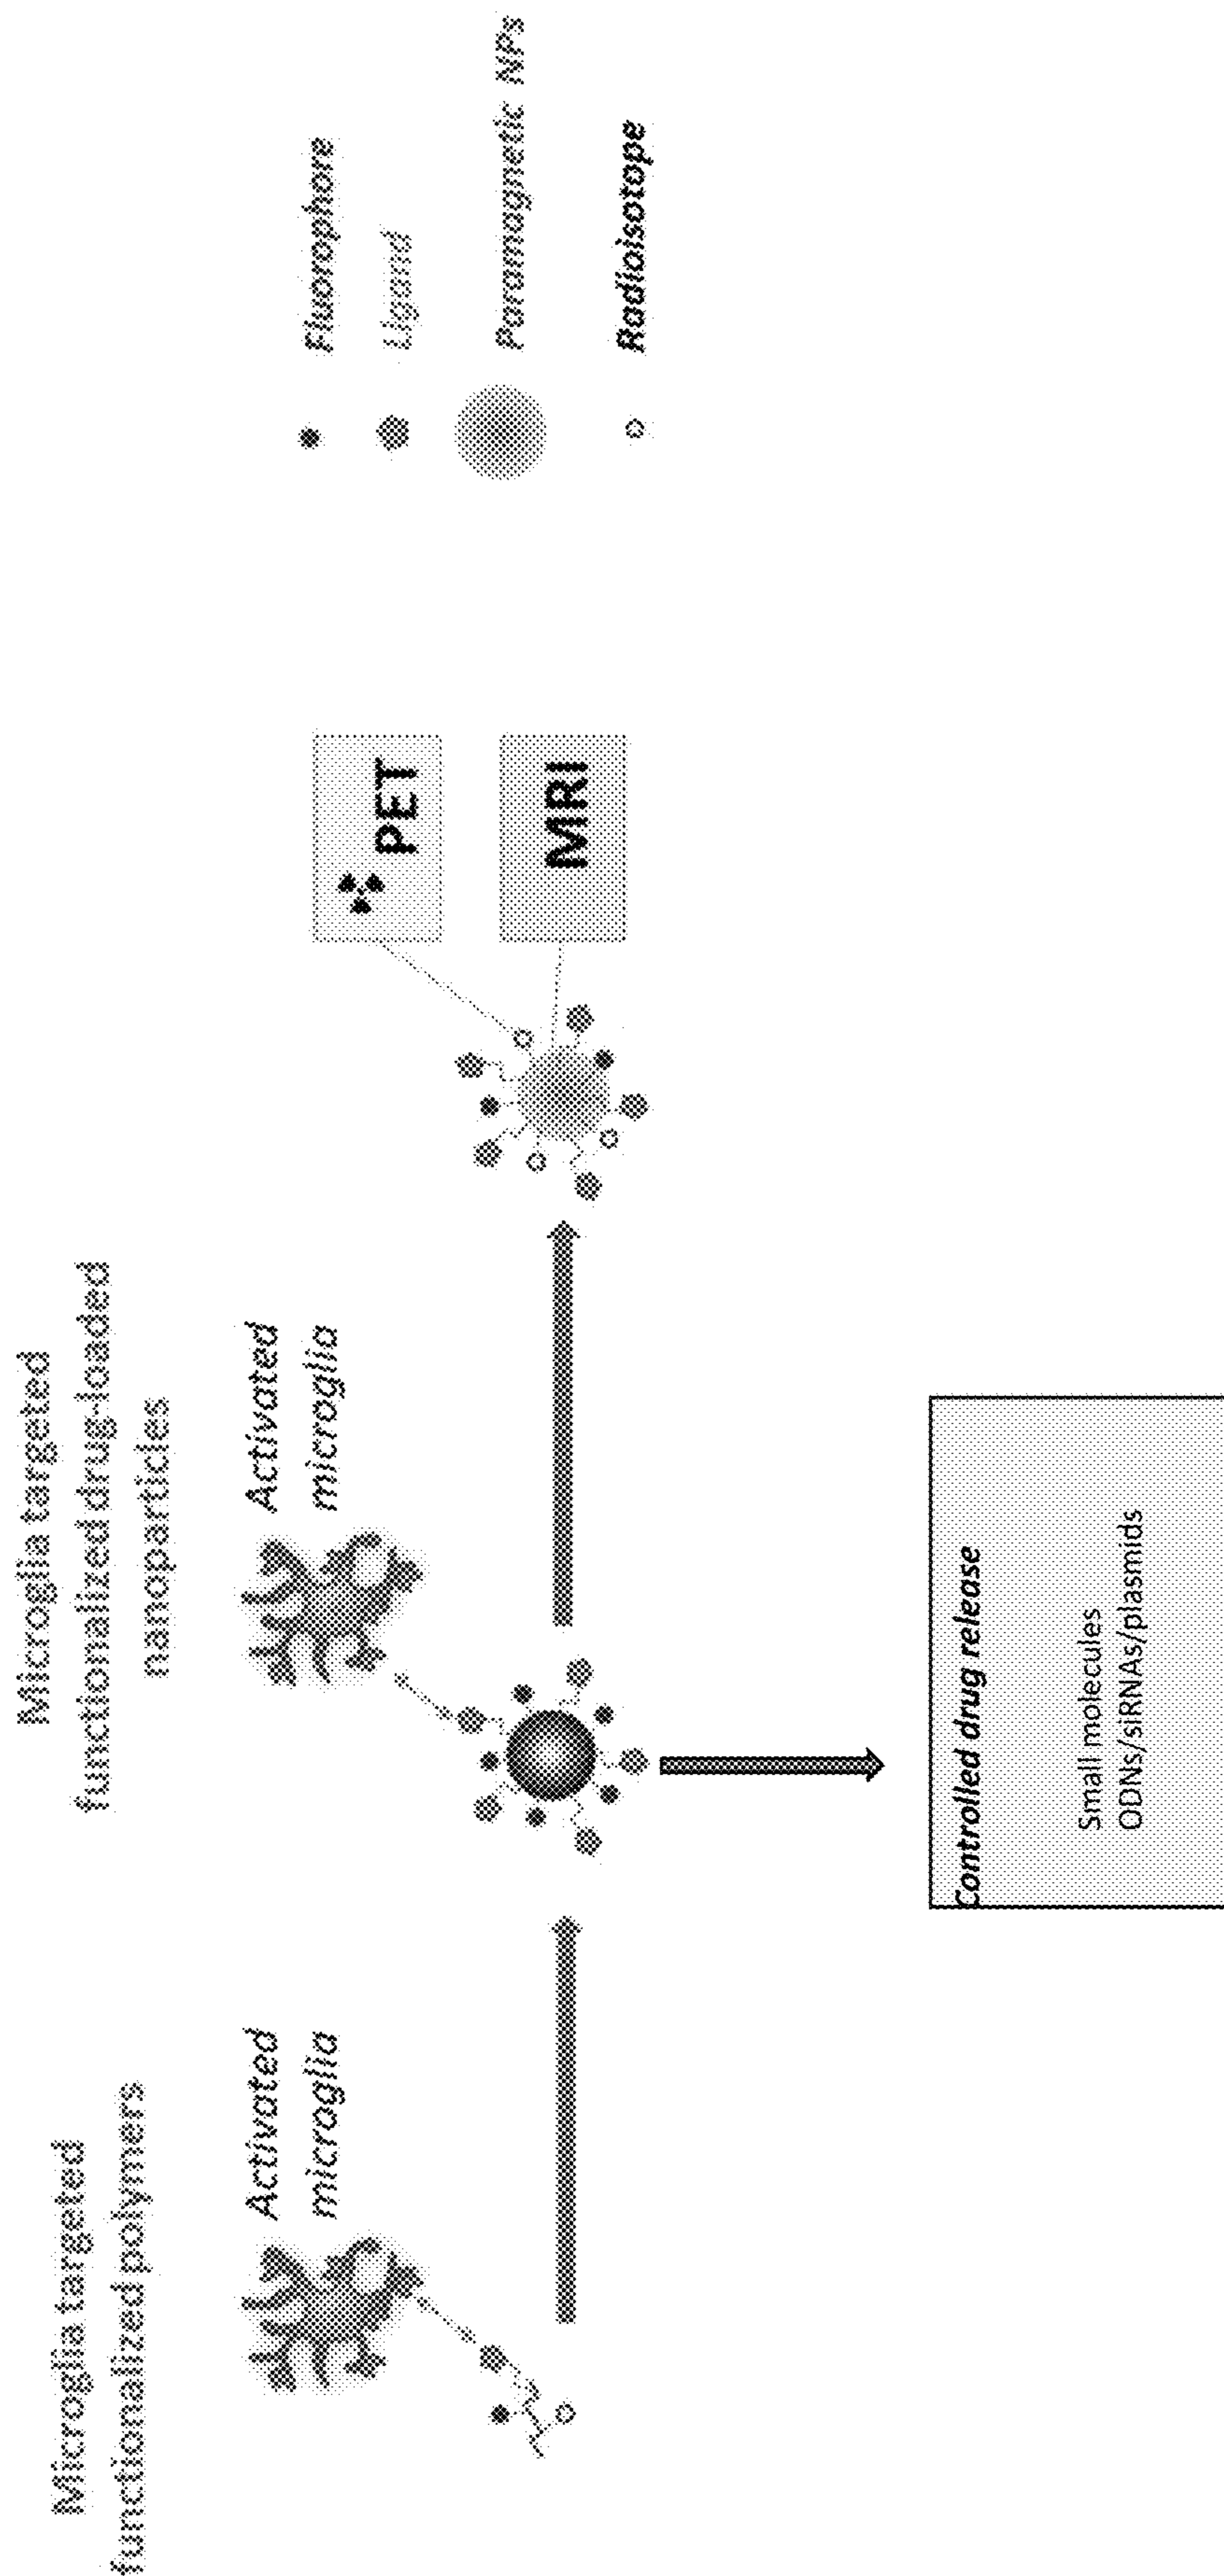 Microglia targeted
functionalized polymers
Activated
microglia
Microglia targeted
functionalized drug-loaded
nanoparticles
Activated
microglia
Controlled drug release
Small molecules
ODNs/siRNAs/plasmids
PET
MRI
Fluorophore
Ligand
Paramagnetic NPs
Radioisotope